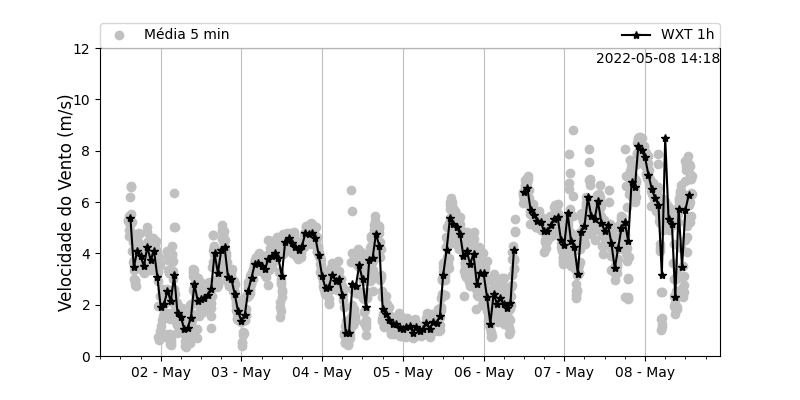 Média 5 min
WXT 1h
2022-05-08 14:18
Velocidade do Vento (m/s)
12
10
8
6
4
2
0
02 - May
03 - May
04 - May
05 - May
06 - May
07 - May
08 - May